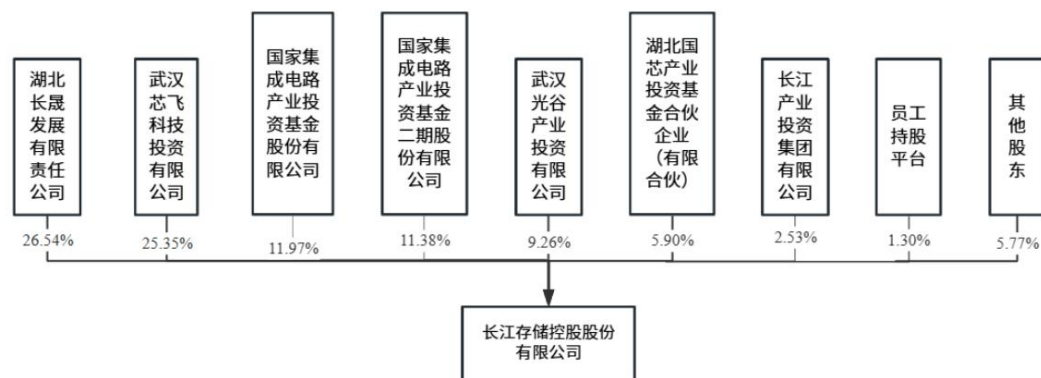 湖北
长晟
发展
有限
责任
公司
武汉
芯飞
科技
投资
有限
公司
国家集
成电路
产业投
资基金
股份有
限公司
国家集
成电路
产业投
资基金
二期股
份有限
公司
武汉
光谷
产业
投资
有限
公司
湖北国
芯产业
投资基
金合伙
企业
（有限
合伙）
长江
产业
投资
集团
有限
公司
员工
持股
平台
其
他
股
东
26.54%
25.35%
11.97%
11.38%
9.26%
5.90%
2.53%
1.30%
5.77%
长江存储控股股份
有限公司